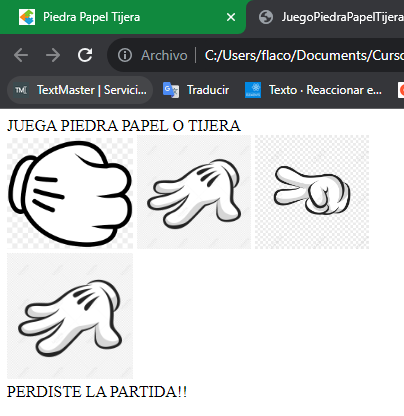 Piedra Papel Tijera
JuegoPiedraPapelTijera
Archivo
C:/Users/flaco/Documents/Curso
TextMaster | Servici...
Traducir
Texto · Reaccionar e...
JUEGA PIEDRA PAPEL O TIJERA
PERDISTE LA PARTIDA!!